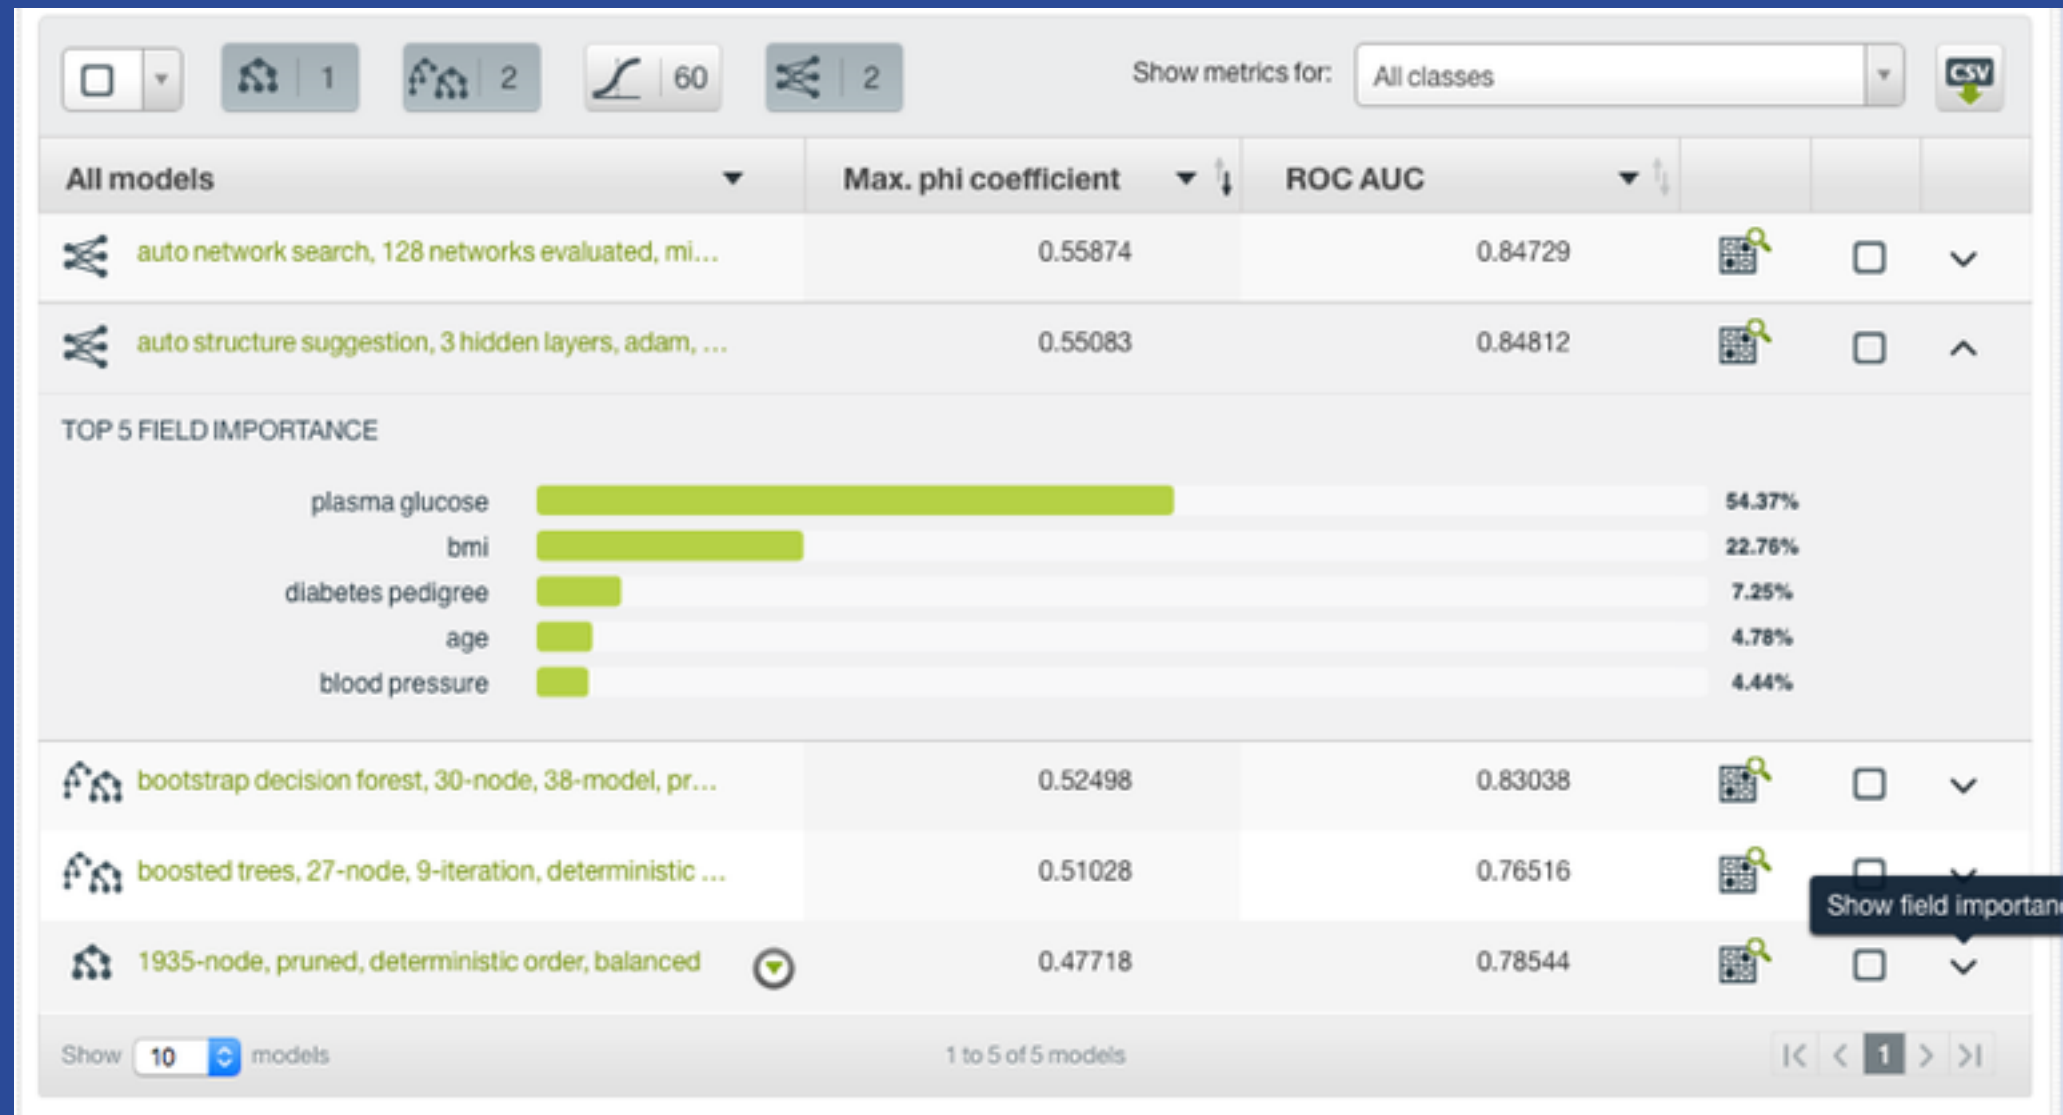 1 2 60 2 Show metrics for: All classes CSV
All models Max. phi coefficient ROC AUC
auto network search, 128 networks evaluated, mi... 0.55874 0.84729
auto structure suggestion, 3 hidden layers, adam, ... 0.55083 0.84812
TOP 5 FIELD IMPORTANCE
plasma glucose 54.37%
bmi 22.76%
diabetes pedigree 7.25%
age 4.78%
blood pressure 4.44%
bootstrap decision forest, 30-node, 38-model, pr... 0.52498 0.83038
boosted trees, 27-node, 9-iteration, deterministic ... 0.51028 0.76516
Show field importanc
1935-node, pruned, deterministic order, balanced 0.47718 0.78544
Show 10 models 1 to 5 of 5 models 1